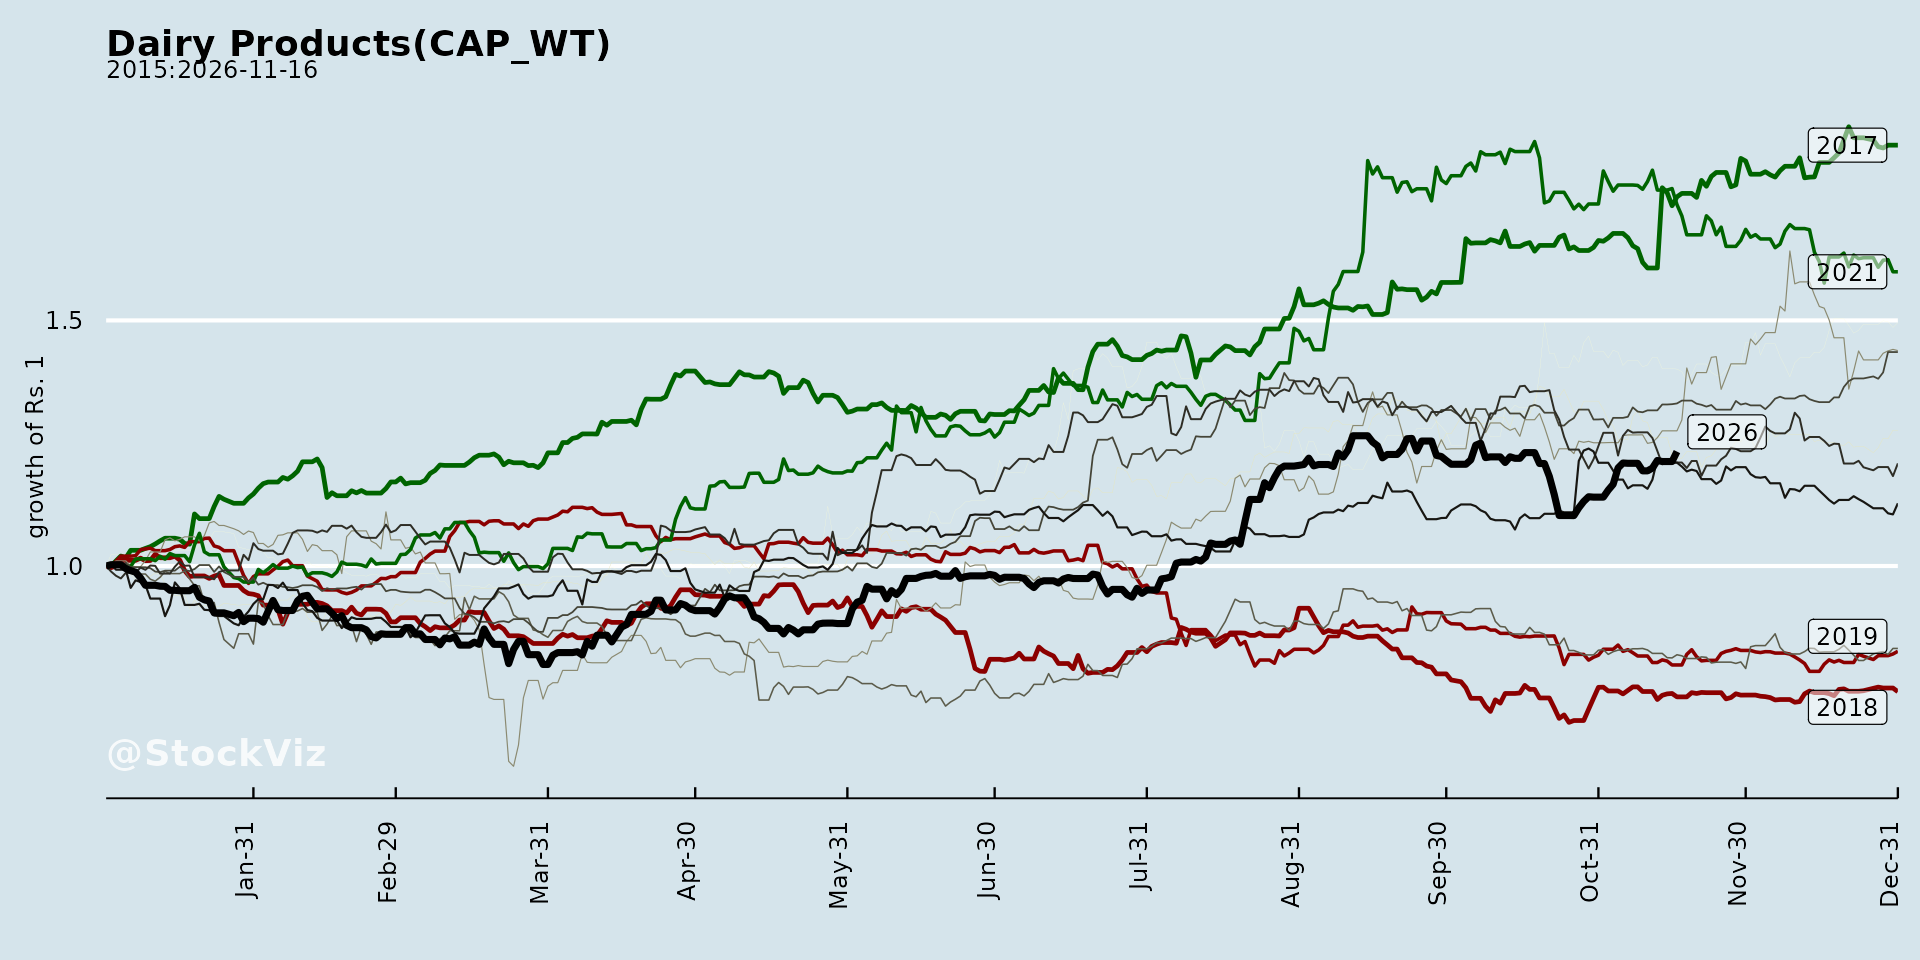 Dairy Products(CAP_WT)
2015:2026-11-16
growth of Rs. 1
1.5
1.0
2017
2021
2026
2019
2018
@StockViz
Jan-31
Feb-29
Mar-31
Apr-30
May-31
Jun-30
Jul-31
Aug-31
Sep-30
Oct-31
Nov-30
Dec-31